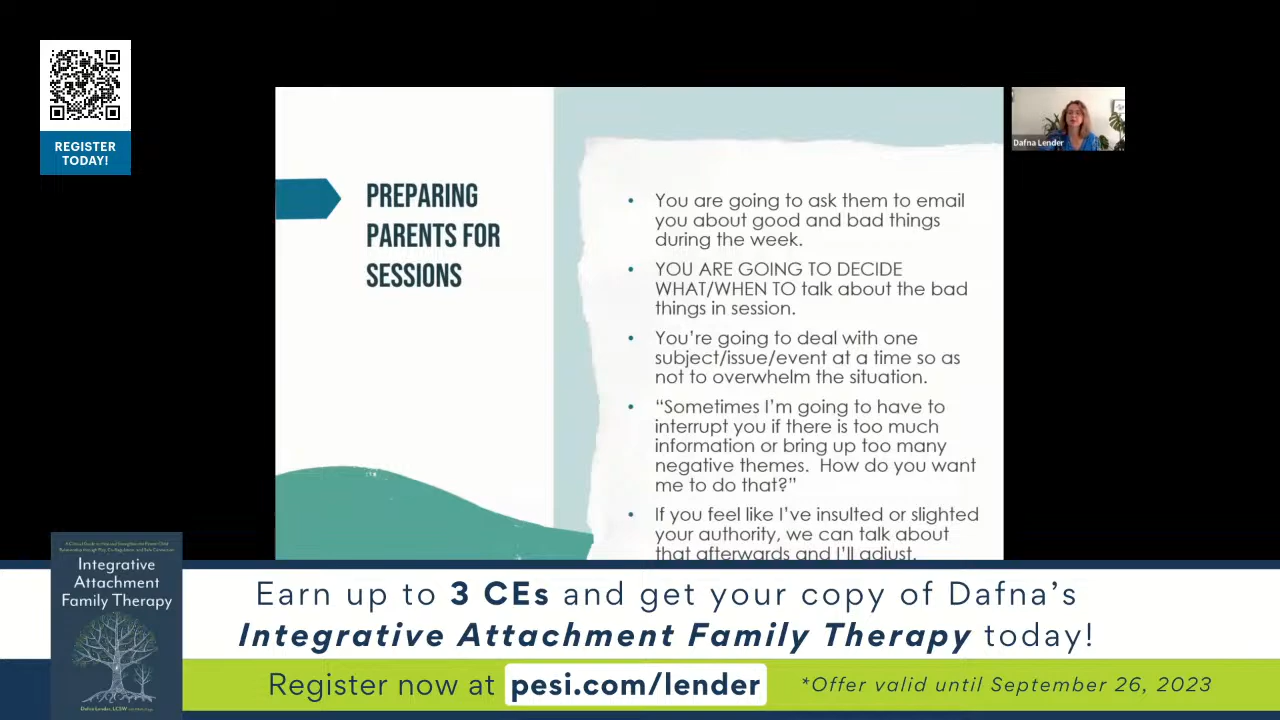 REGISTER
TODAY!
PREPARING
PARENTS FOR
SESSIONS
• You are going to ask them to email
you about good and bad things
during the week.
• YOU ARE GOING TO DECIDE
WHAT/WHEN TO talk about the bad
things in session.
• You’re going to deal with one
subject/issue/event at a time so as
not to overwhelm the situation.
• “Sometimes I’m going to have to
interrupt you if there is too much
information or bring up too many
negative themes. How do you want
me to do that?”
• If you feel like I’ve insulted or slighted
your authority, we can talk about
that afterwards and I’ll adjust.
Dafna Lender
Integrative
Attachment
Family Therapy
Dafna Lender, LCSW
Earn up to 3 CEs and get your copy of Dafna’s
Integrative Attachment Family Therapy today!
Register now at pesi.com/lender *Offer valid until September 26, 2023